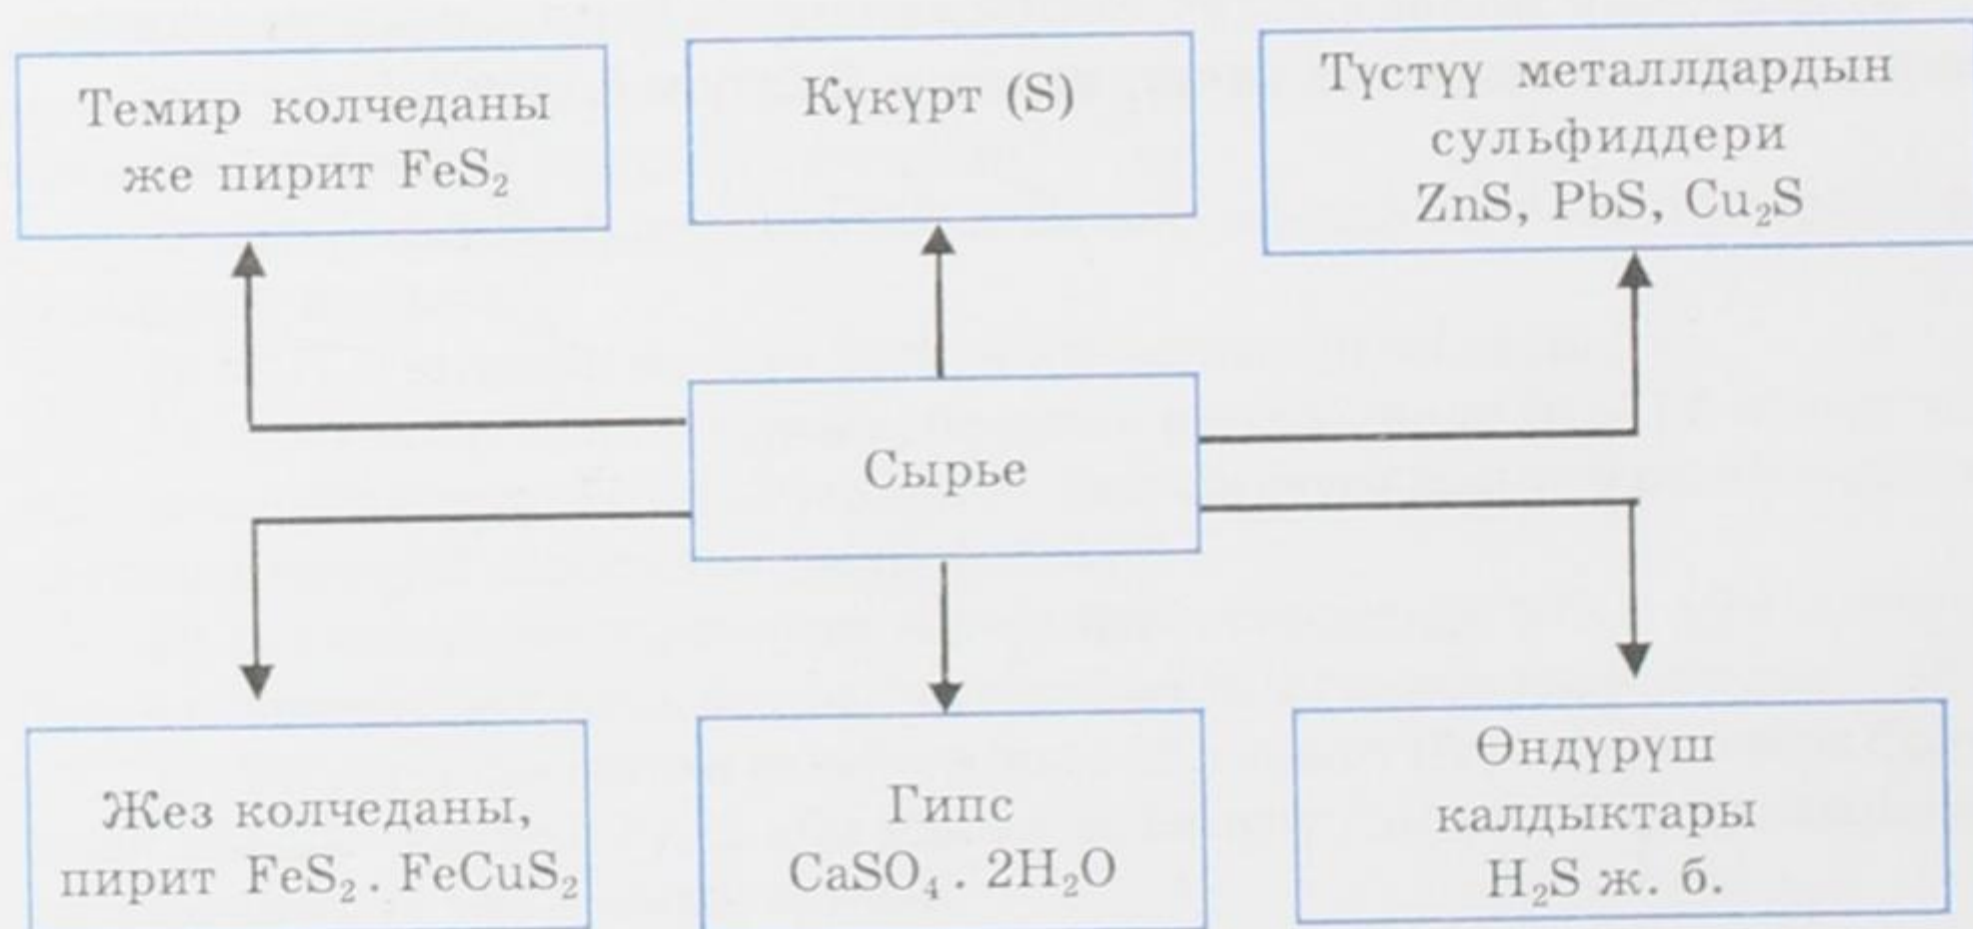 Темир колчеданы
же пирит FeS₂
Күкүрт (S)
Түстүү металлдардын
сульфиддери
ZnS, PbS, Cu₂S
Сырье
Жез колчеданы,
пирит FeS₂ . FeCuS₂
Гипс
CaSO₄ . 2H₂O
Өндүрүш
калдыктары
H₂S ж. б.